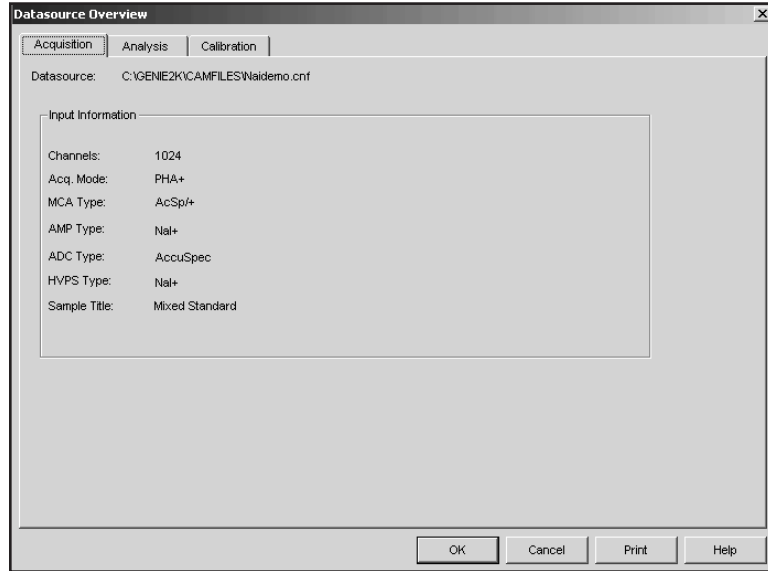 Datasource Overview
Acquisition Analysis Calibration
Datasource: C:\GENIE2K\CAMFILES\Naidemo.cnf
Input Information
Channels: 1024
Acq. Mode: PHA+
MCA Type: AcSp/+
AMP Type: NaI+
ADC Type: AccuSpec
HVPS Type: NaI+
Sample Title: Mixed Standard
OK Cancel Print Help